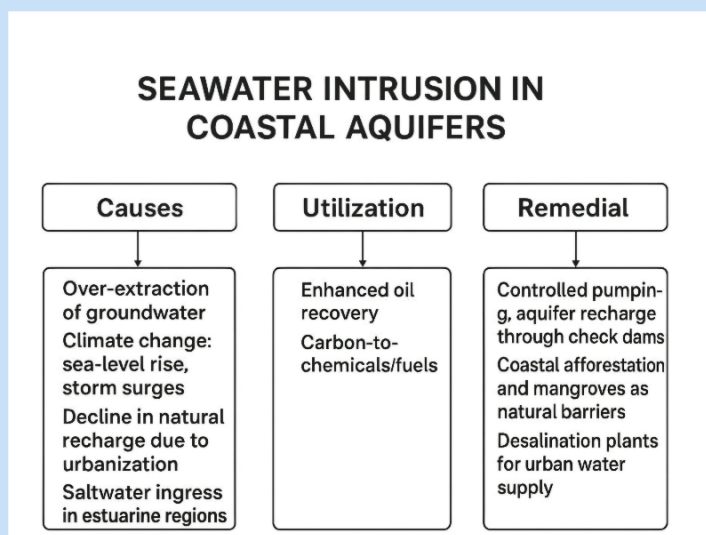 SEAWATER INTRUSION IN
COASTAL AQUIFERS
Causes
Over-extraction
of groundwater
Climate change:
sea-level rise,
storm surges
Decline in natural
recharge due to
urbanization
Saltwater ingress
in estuarine regions
Utilization
Enhanced oil
recovery
Carbon-to-
chemicals/fuels
Remedial
Controlled pumpin-
g, aquifer recharge
through check dams
Coastal afforestation
and mangroves as
natural barriers
Desalination plants
for urban water
supply